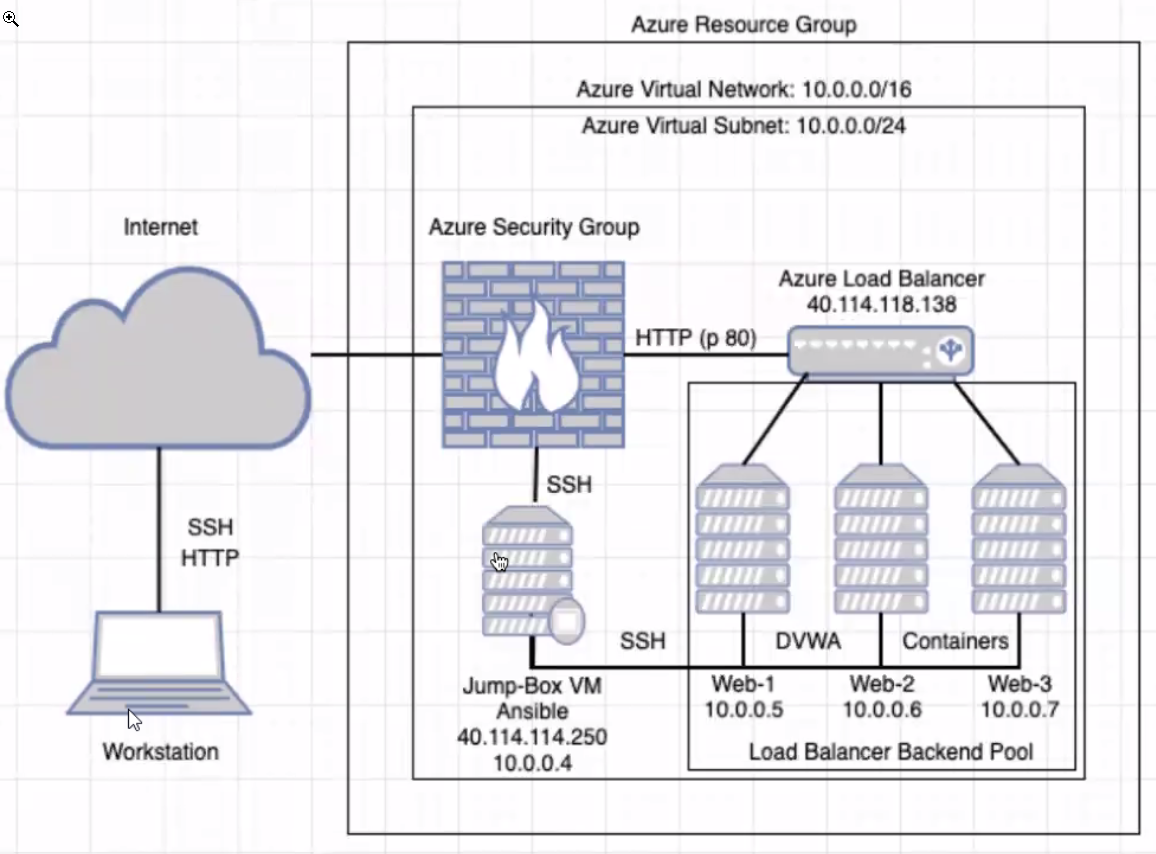 Azure Resource Group
Azure Virtual Network: 10.0.0.0/16
Azure Virtual Subnet: 10.0.0.0/24
Internet
Azure Security Group
Azure Load Balancer
40.114.118.138
HTTP (p 80)
SSH
SSH
HTTP
SSH
DVWA
Containers
Jump-Box VM
Ansible
40.114.114.250
10.0.0.4
Web-1
10.0.0.5
Web-2
10.0.0.6
Web-3
10.0.0.7
Load Balancer Backend Pool
Workstation